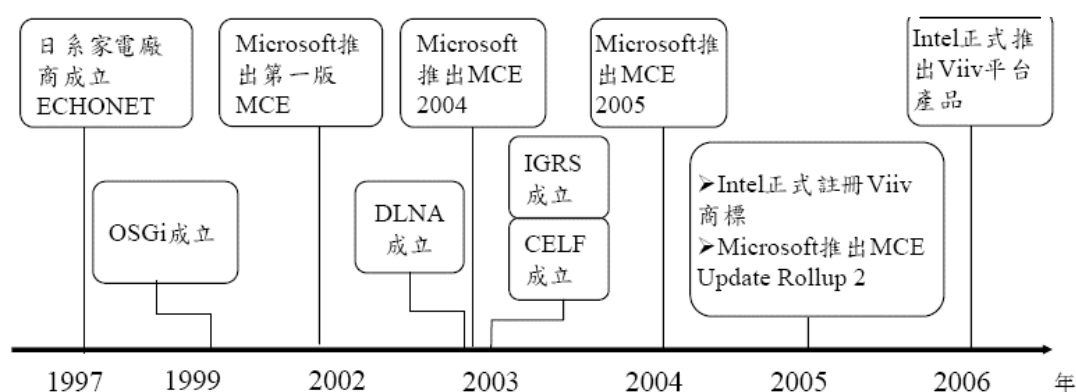 日系家電廠
商成立
ECHONET
Microsoft推
出第一版
MCE
Microsoft
推出MCE
2004
Microsoft推
出MCE
2005
Intel正式推
出Viiv平台
產品
OSGi成立
DLNA
成立
IGRS
成立
CELF
成立
➢Intel正式註冊Viiv
商標
➢Microsoft推出MCE
Update Rollup 2
1997 1999 2002 2003 2004 2005 2006 年